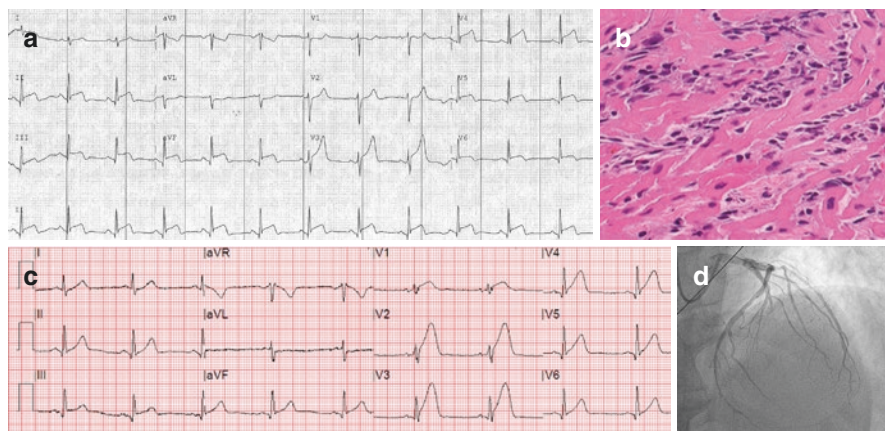 a
I aVR V1 V4
II aVL V2 V5
III aVF V3 V6
II
b
c
I aVR V1 V4
II aVL V2 V5
III aVF V3 V6
d